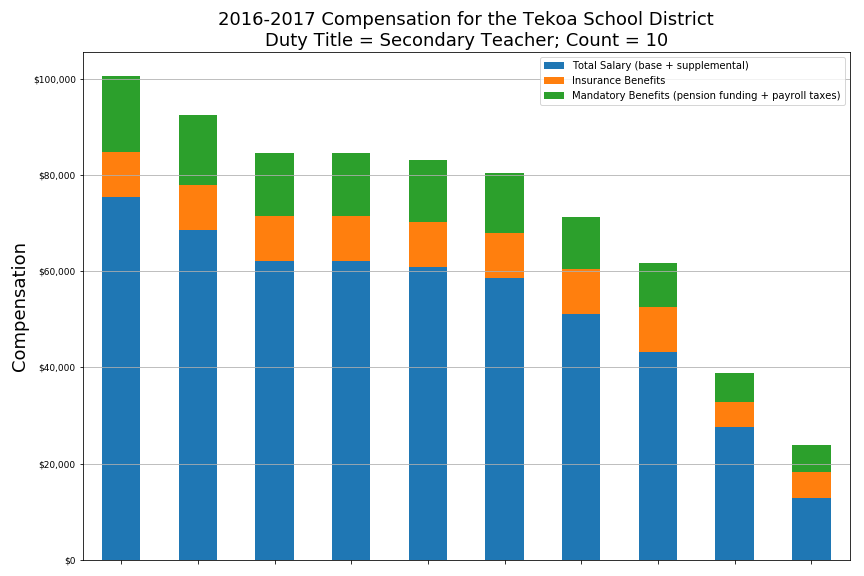 2016-2017 Compensation for the Tekoa School District
Duty Title = Secondary Teacher; Count = 10
Total Salary (base + supplemental)
Insurance Benefits
Mandatory Benefits (pension funding + payroll taxes)
$100,000
$80,000
$60,000
$40,000
$20,000
$0
Compensation